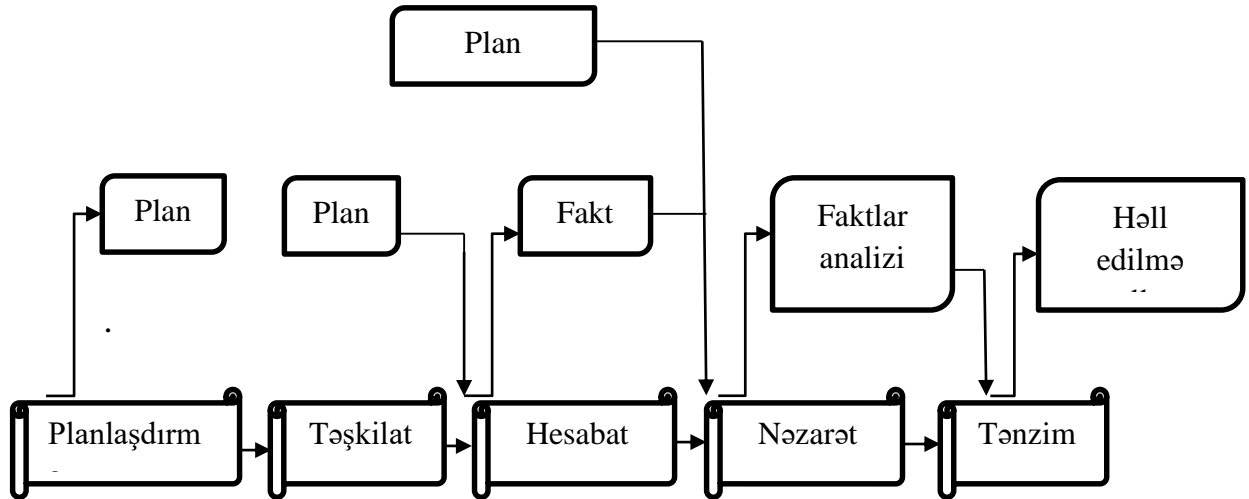 Plan
Plan
Plan
Fakt
Faktlar
analizi
Həll
edilmə
.
Planlaşdırm
Təşkilat
Hesabat
Nəzarət
Tənzim